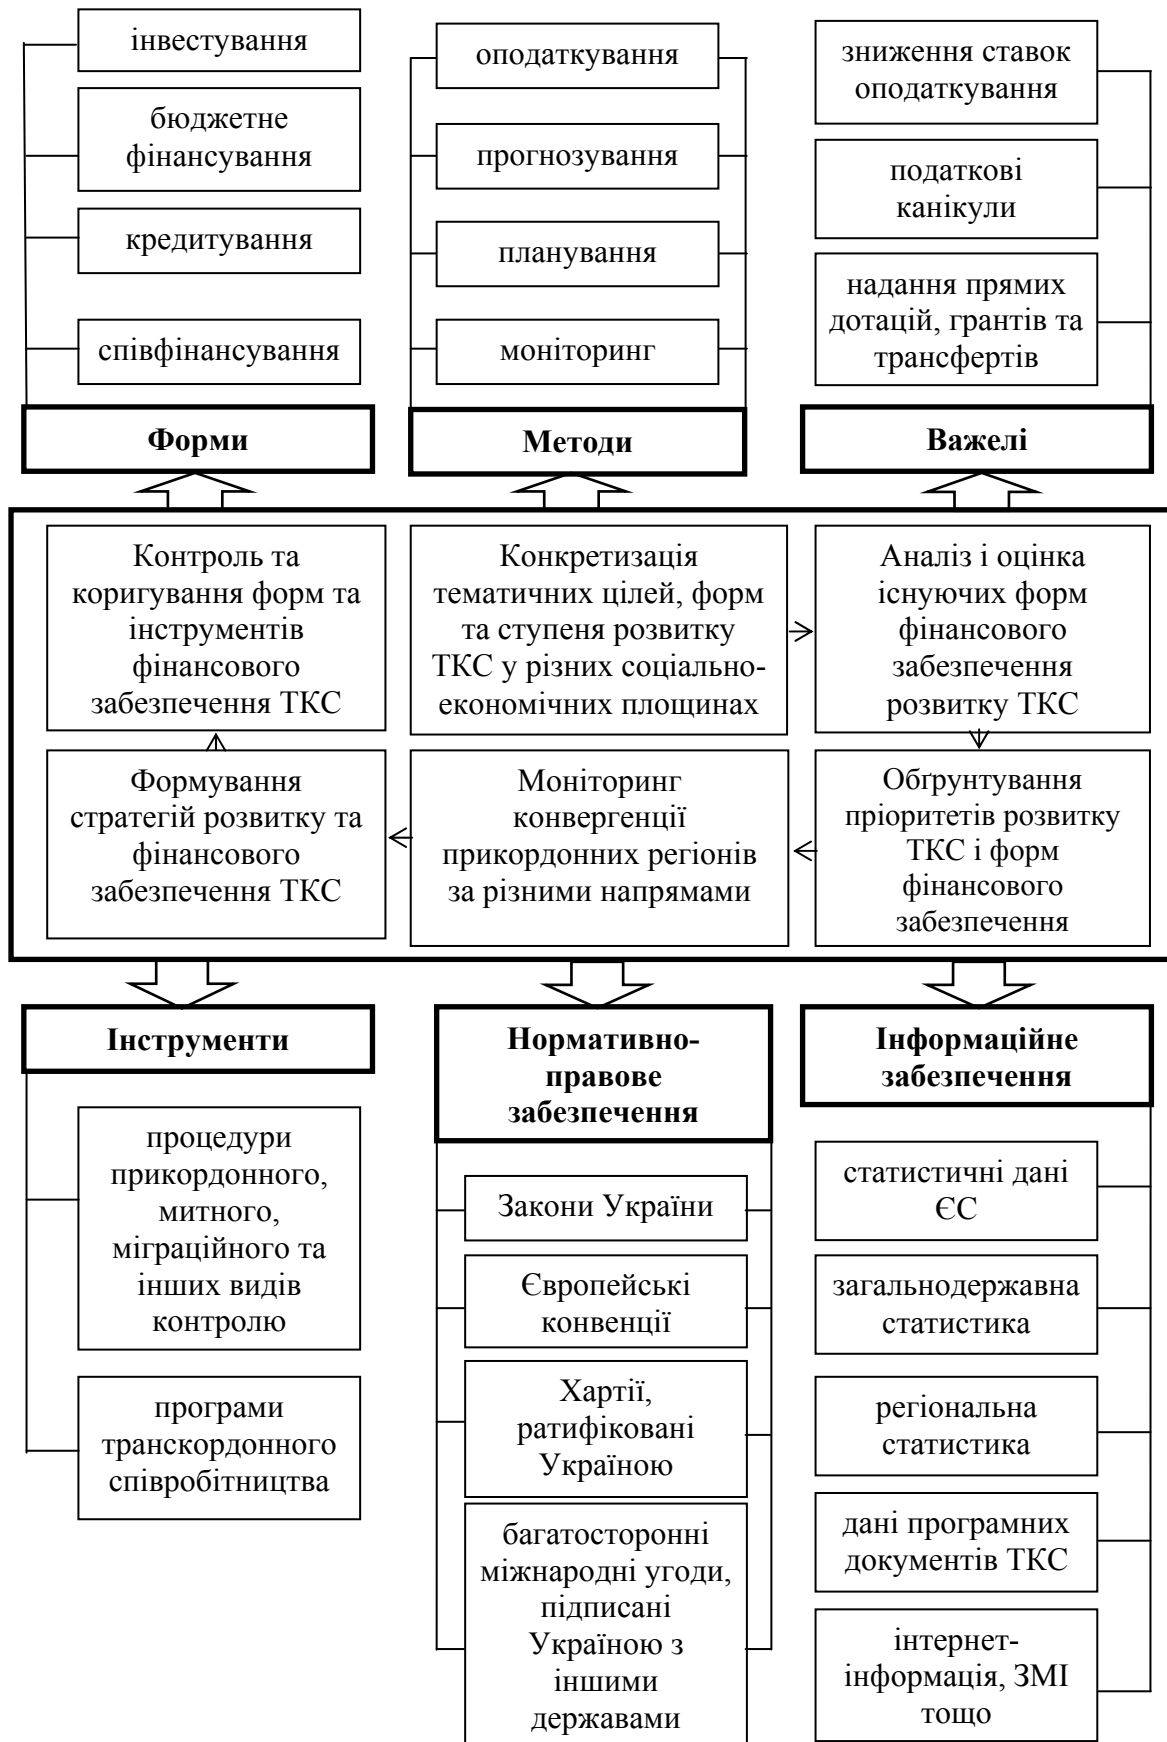 інвестування
бюджетне
фінансування
кредитування
співфінансування
Форми
оподаткування
прогнозування
планування
моніторинг
Методи
зниження ставок
оподаткування
податкові
канікули
надання прямих
дотацій, грантів та
трансфертів
Важелі
Контроль та
коригування форм та
інструментів
фінансового
забезпечення ТКС
Конкретизація
тематичних цілей, форм
та ступеня розвитку
ТКС у різних соціально-
економічних площинах
Аналіз і оцінка
існуючих форм
фінансового
забезпечення
розвитку ТКС
Формування
стратегій розвитку та
фінансового
забезпечення ТКС
Моніторинг
конвергенції
прикордонних регіонів
за різними напрямами
Обґрунтування
пріоритетів розвитку
ТКС і форм
фінансового
забезпечення
Інструменти
процедури
прикордонного,
митного,
міграційного та
інших видів
контролю
програми
транскордонного
співробітництва
Нормативно-
правове
забезпечення
Закони України
Європейські
конвенції
Хартії,
ратифіковані
Україною
багатосторонні
міжнародні угоди,
підписані
Україною з
іншими
державами
Інформаційне
забезпечення
статистичні дані
ЄС
загальнодержавна
статистика
регіональна
статистика
дані програмних
документів ТКС
інтернет-
інформація, ЗМІ
тощо